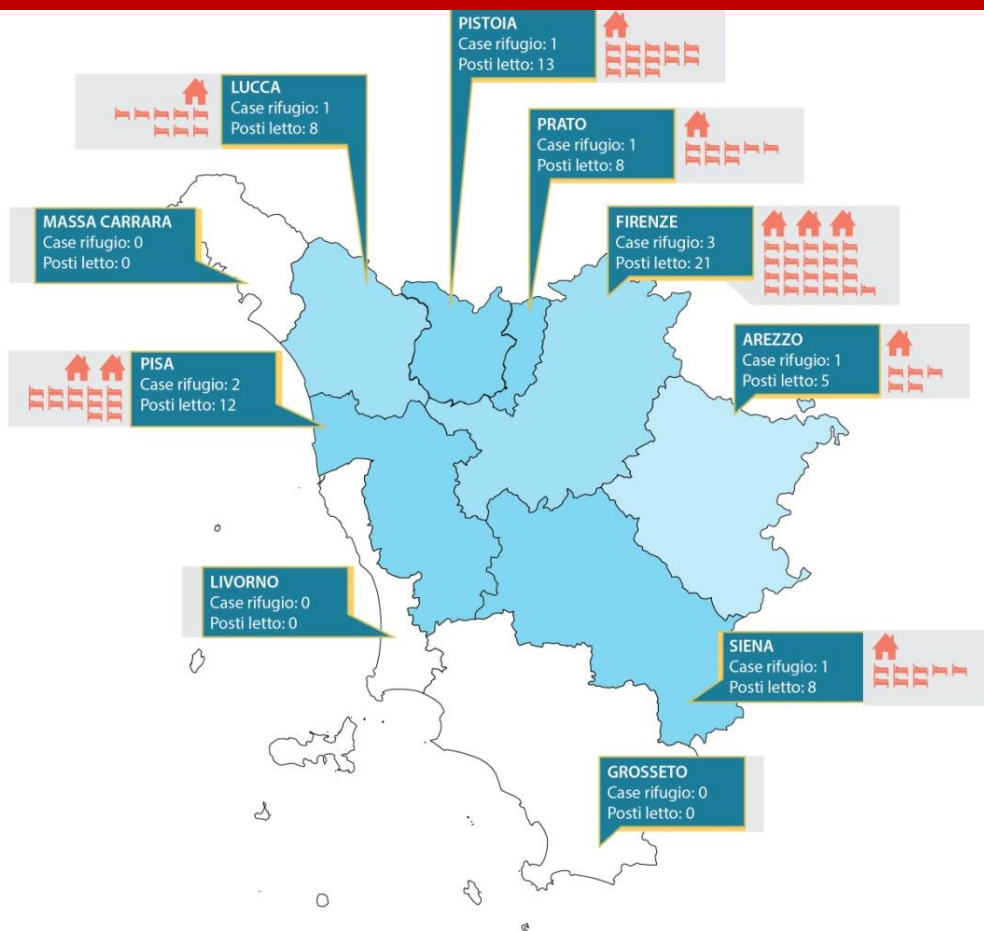 PISTOIA
Case rifugio: 1
Posti letto: 13
LUCCA
Case rifugio: 1
Posti letto: 8
PRATO
Case rifugio: 1
Posti letto: 8
MASSA CARRARA
Case rifugio: 0
Posti letto: 0
FIRENZE
Case rifugio: 3
Posti letto: 21
PISA
Case rifugio: 2
Posti letto: 12
AREZZO
Case rifugio: 1
Posti letto: 5
LIVORNO
Case rifugio: 0
Posti letto: 0
SIENA
Case rifugio: 1
Posti letto: 8
GROSSETO
Case rifugio: 0
Posti letto: 0